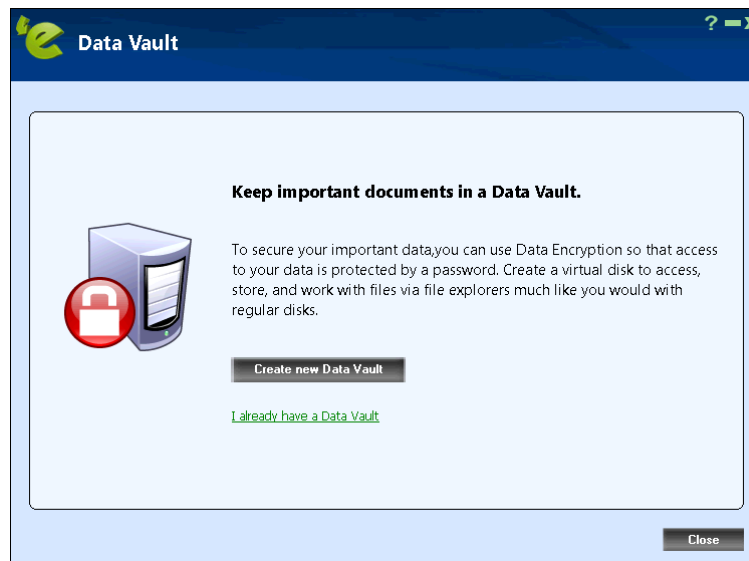 Data Vault
Keep important documents in a Data Vault.
To secure your important data,you can use Data Encryption so that access
to your data is protected by a password. Create a virtual disk to access,
store, and work with files via file explorers much like you would with
regular disks.
Create new Data Vault
I already have a Data Vault
Close